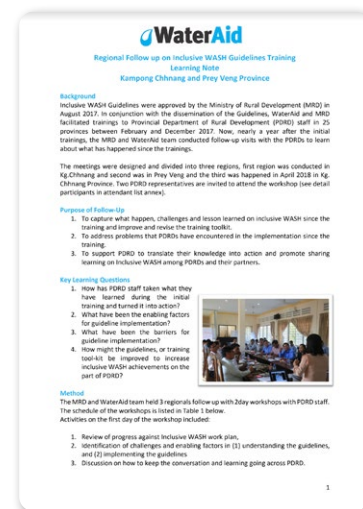 WaterAid
Regional Follow up on Inclusive WASH Guidelines Training
Learning Note
Kampong Chhnang and Prey Veng Province
Background
Inclusive WASH Guidelines were approved by the Ministry of Rural Development (MRD) in
August 2017. In conjunction with the dissemination of the Guidelines, WaterAid and MRD
facilitated trainings to Provincial Department of Rural Development (PDRD) staff in 25
provinces between February and December 2017. Now, nearly a year after the initial
trainings, the MRD and WaterAid team conducted follow-up visits with the PDRDs to learn
about what has happened since the trainings.
The meetings were designed and divided into three regions, first region was conducted in
Kg.Chhnang and second was in Prey Veng and the third was happened in April 2018 in Kg.
Chhnang Province. Two PDRD representatives are invited to attend the workshop (see detail
participants in attendant list annex).
Purpose of Follow-Up
1. To capture what happen, challenges and lesson learned on inclusive WASH since the
training and improve and revise the training toolkit.
2. To address problems that PDRDs have encountered in the implementation since the
training.
3. To support PDRD to translate their knowledge into action and promote sharing
learning on Inclusive WASH among PDRDs and their partners.
Key Learning Questions
1. How has PDRD staff taken what they
have learned during the initial
training and turned it into action?
2. What have been the enabling factors
for guideline implementation?
3. What have been the barriers for
guideline implementation?
4. How might the guidelines, or training
tool-kit be improved to increase
inclusive WASH achievements on the
part of PDRD?
Method
The MRD and WaterAid team held 3 regionals follow-up with 2day workshops with PDRD staff.
The schedule of the workshops is listed in Table 1 below.
Activities on the first day of the workshop included:
1. Review of progress against Inclusive WASH work plan,
2. Identification of challenges and enabling factors in (1) understanding the guidelines,
and (2) implementing the guidelines
3. Discussion on how to keep the conversation and learning going across PDRD.
1